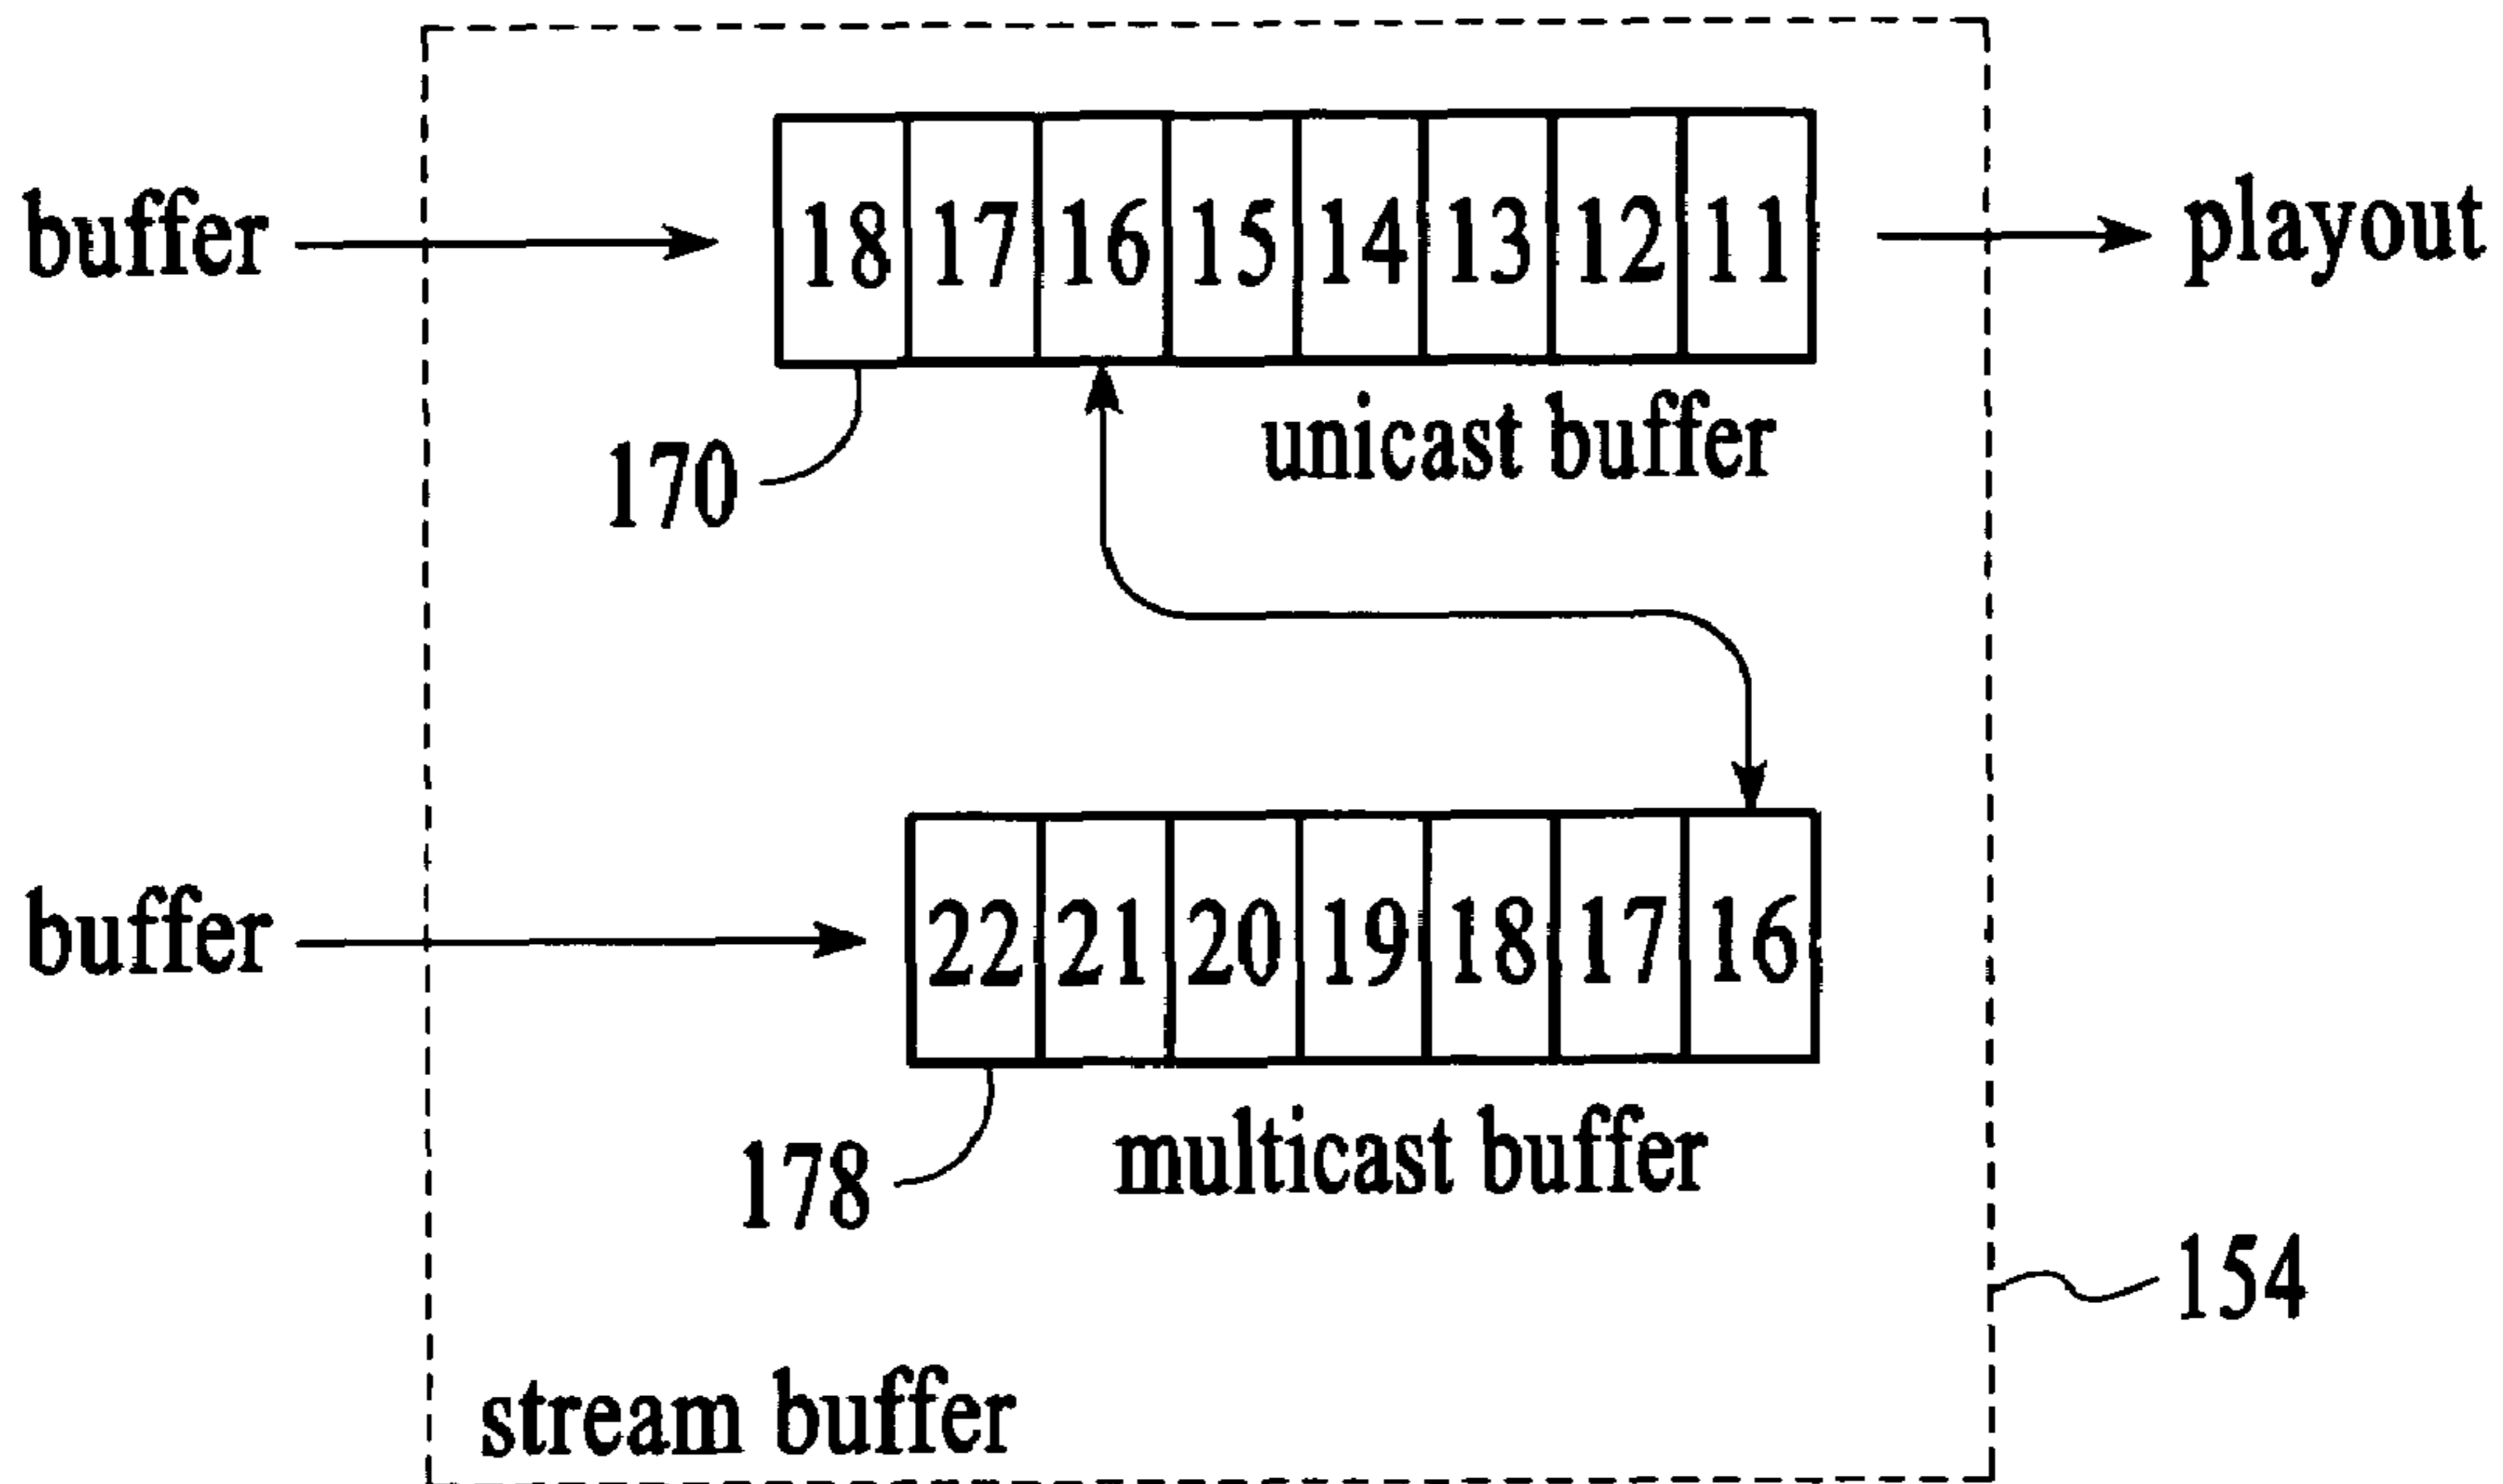 buffer
18 17 16 15 14 13 12 11
playout
170
unicast buffer
buffer
22 21 20 19 18 17 16
178
multicast buffer
154
stream buffer